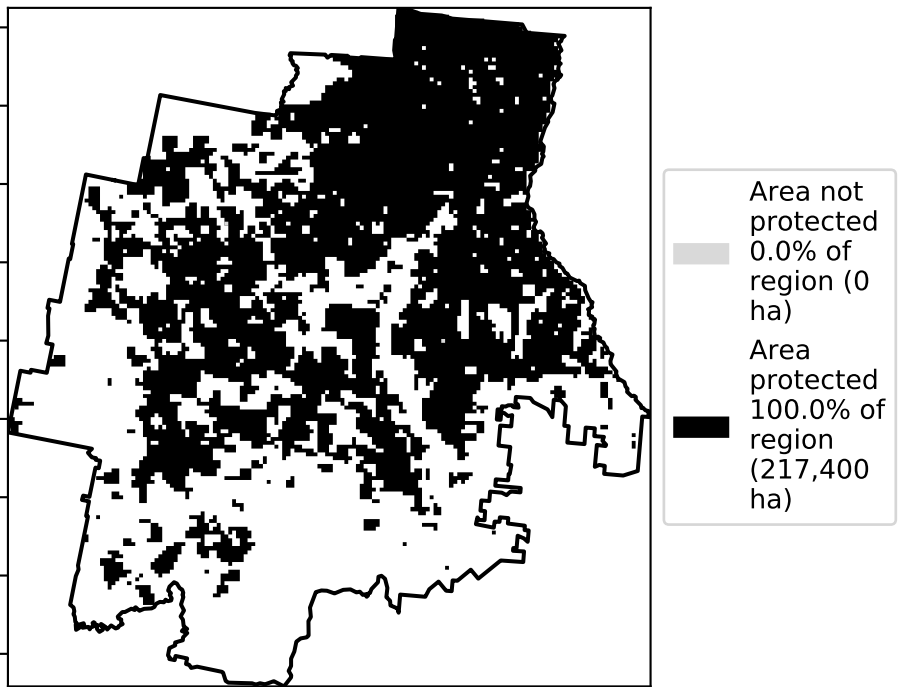 Area not
protected
0.0% of
region (0
ha)
Area
protected
100.0% of
region
(217,400
ha)